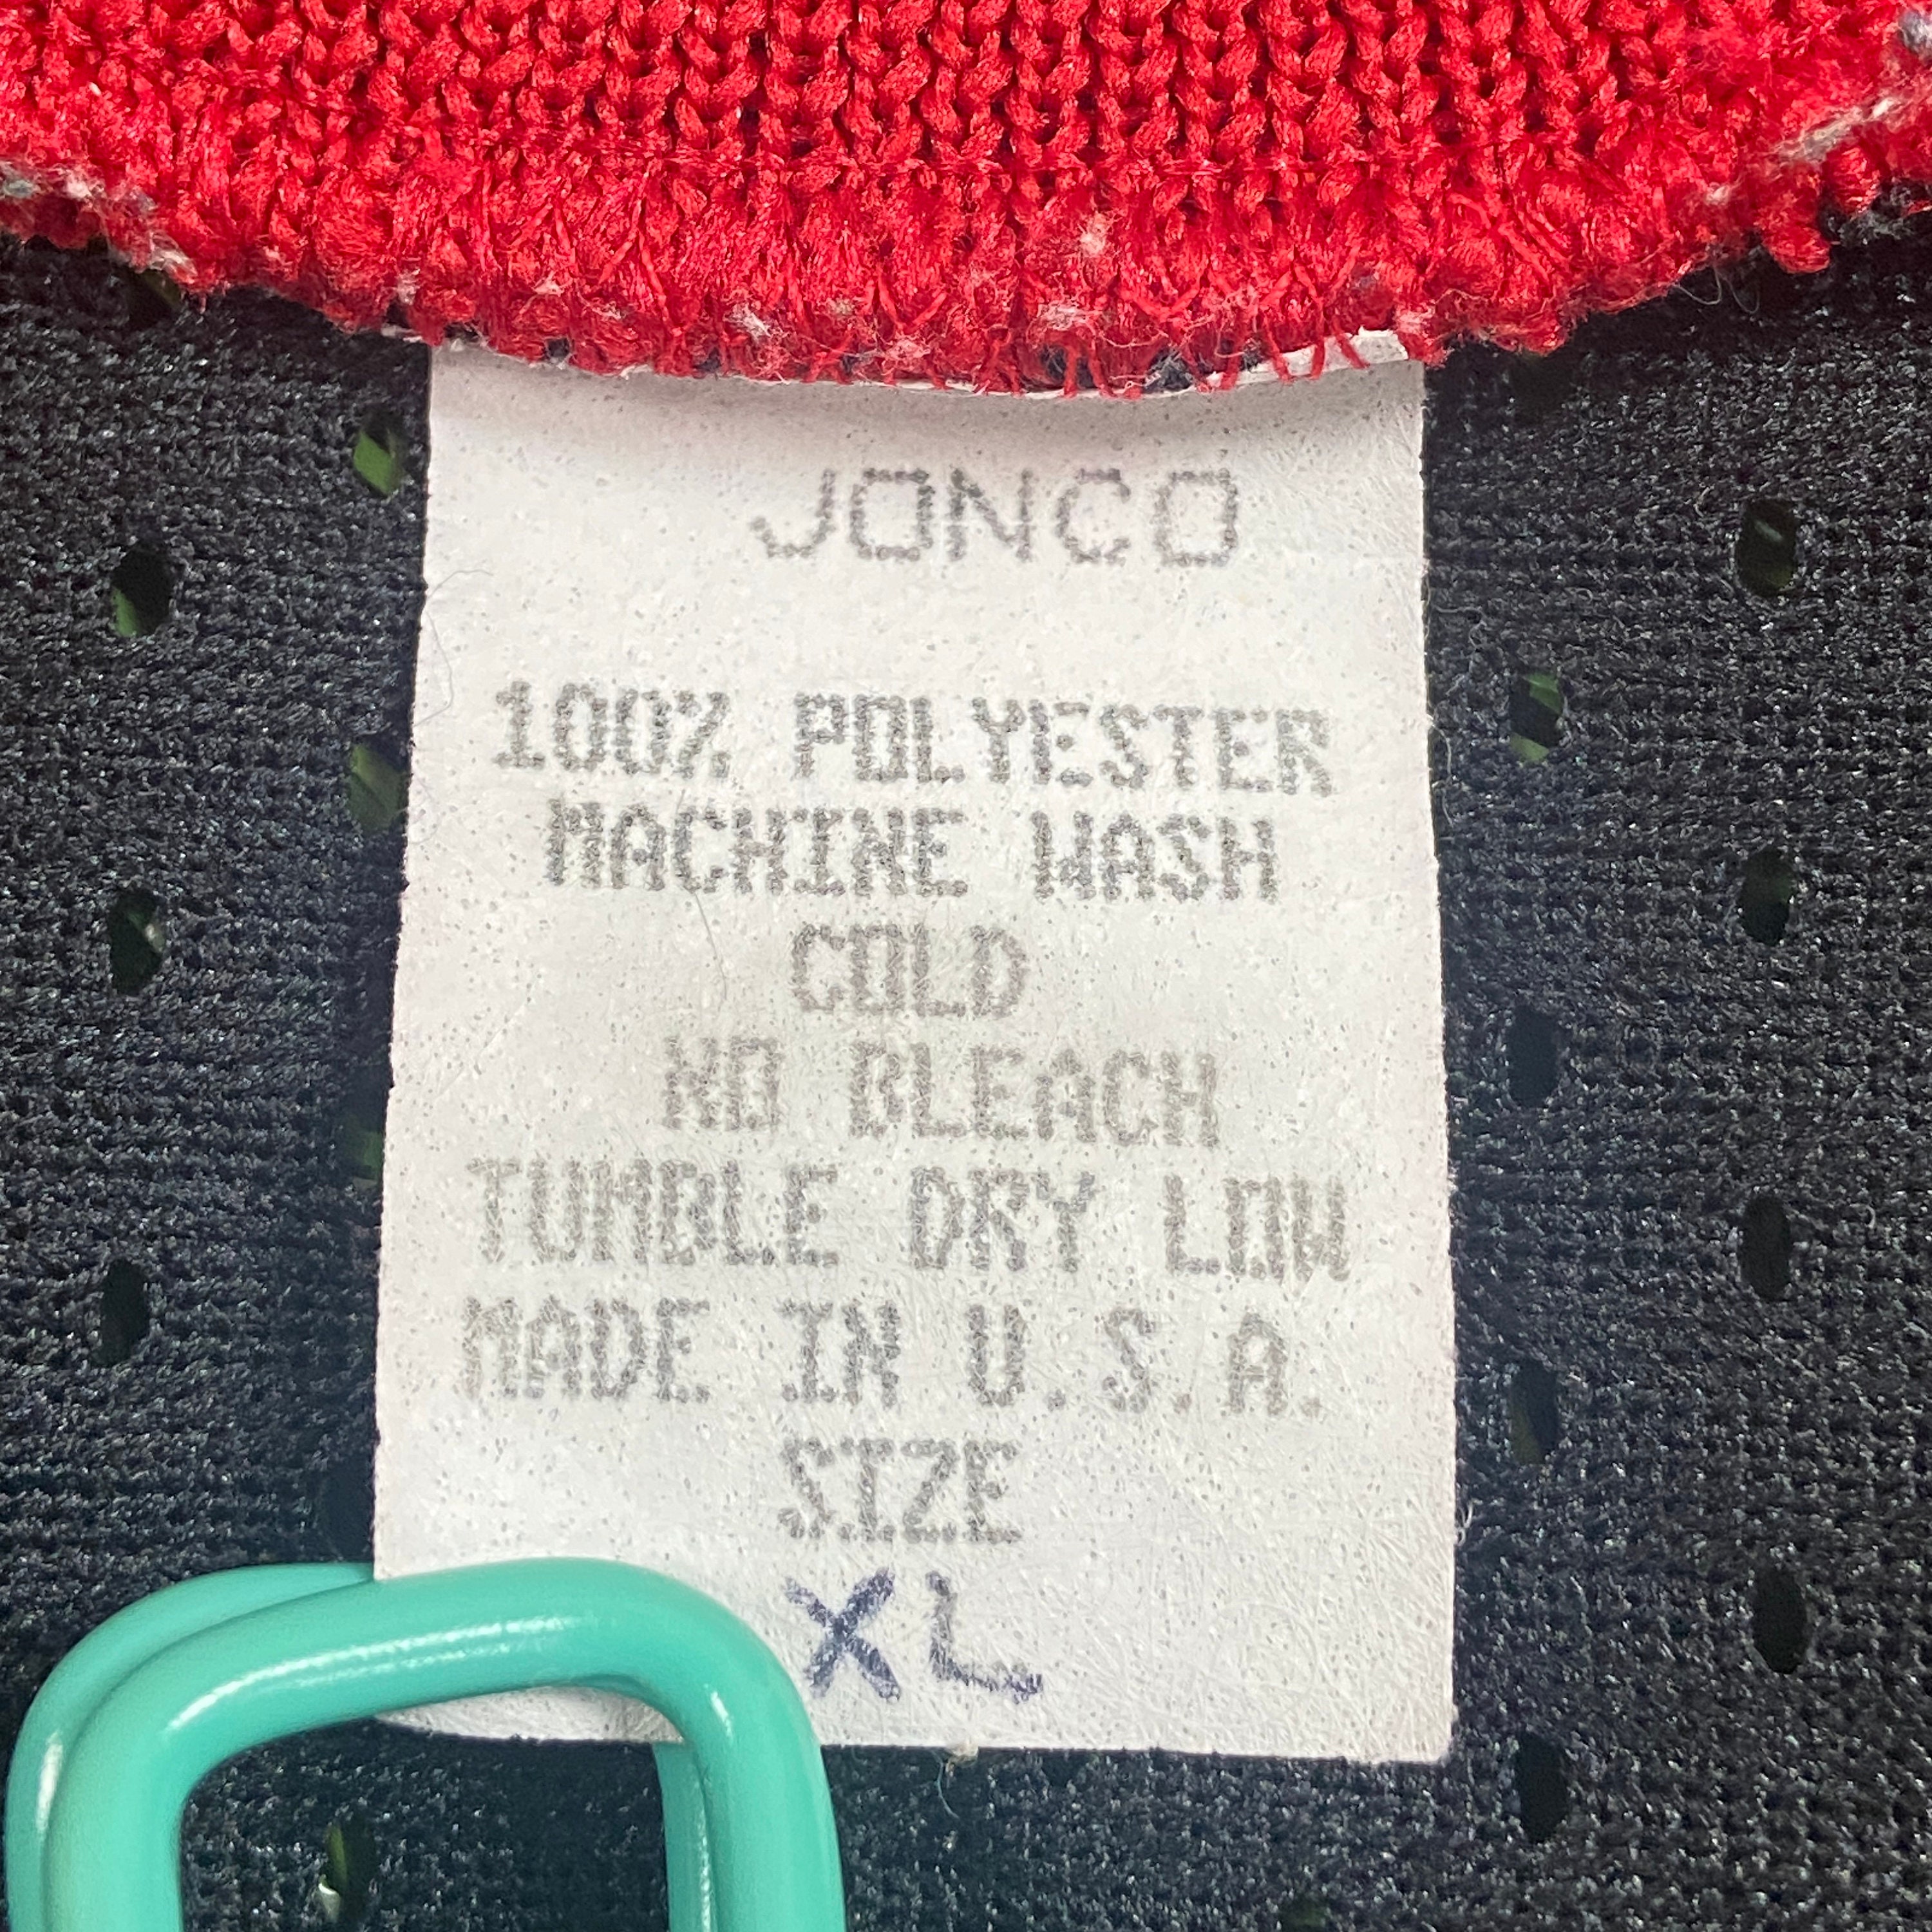 JONCO
100% POLYESTER
MACHINE WASH
COLD
NO BLEACH
TUMBLE DRY LOW
MADE IN U.S.A.
SIZE
XL